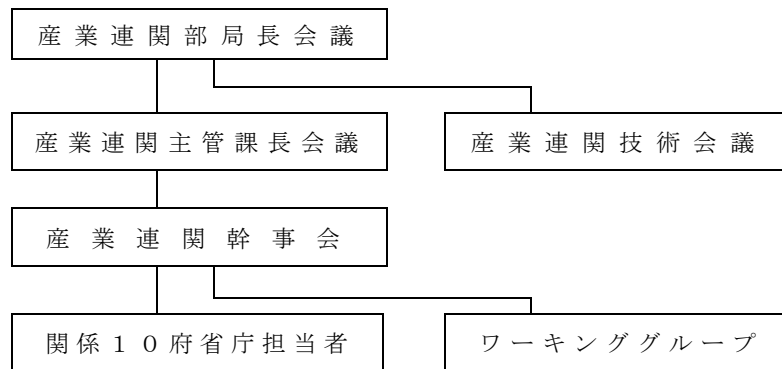 産業連関部局長会議
産業連関主管課長会議
産業連関技術会議
産業連関幹事会
関係１０府省庁担当者
ワーキンググループ